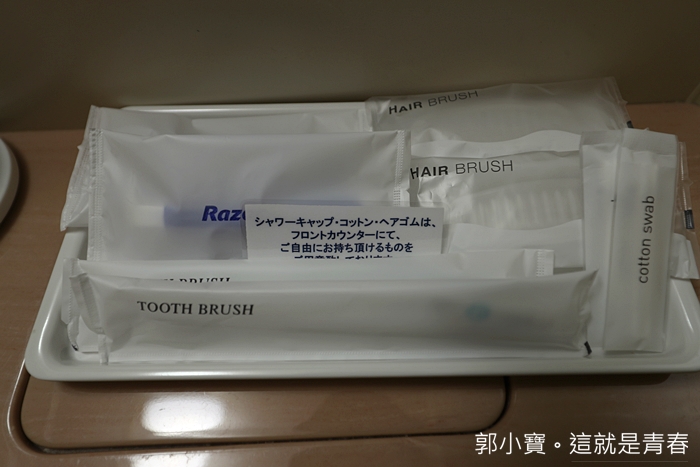 HAIR BRUSH
HAIR BRUSH
Raz
シャワーキャップ・コットン・ヘアゴムは、
フロントカウンターにて、
ご自由にお持ち頂けるものを
BRUSH
TOOTH BRUSH
cotton swab
郭小寶。這就是青春